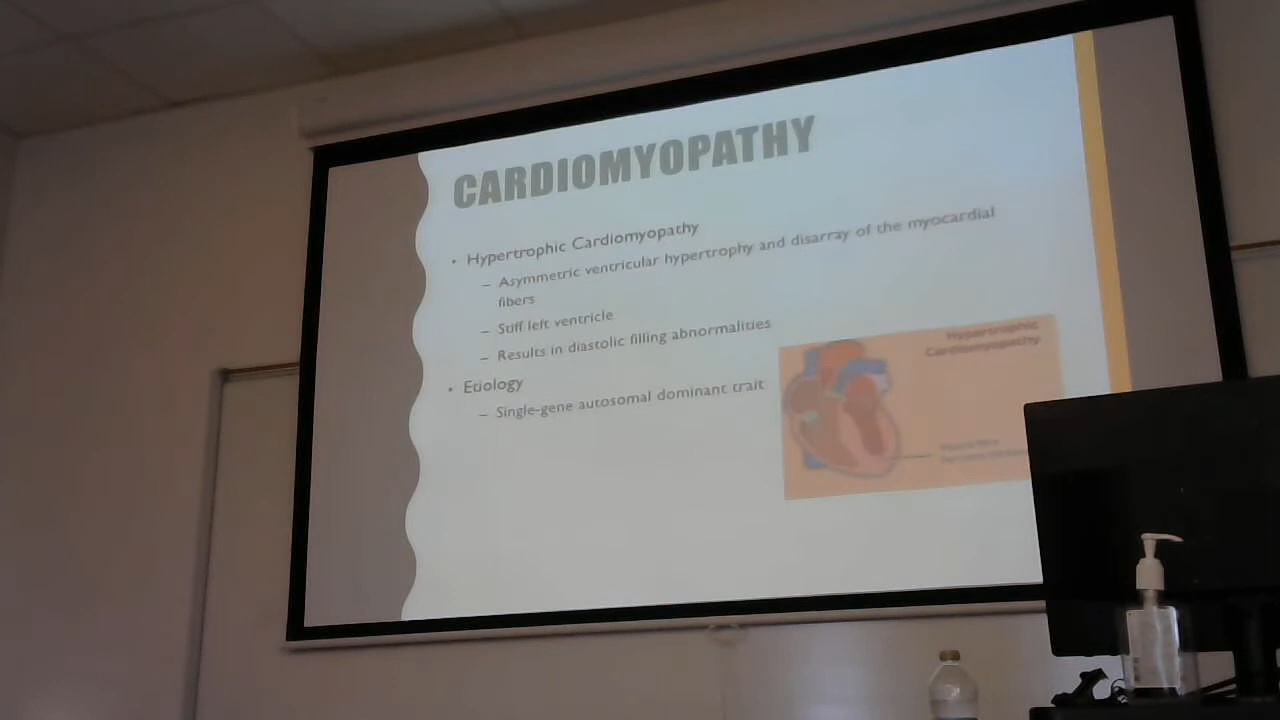 CARDIOMYOPATHY
• Hypertrophic Cardiomyopathy
– Asymmetric ventricular hypertrophy and disarray of the myocardial
fibers
– Stiff left ventricle
– Results in diastolic filling abnormalities
• Etiology
– Single-gene autosomal dominant trait
Hypertrophic
Cardiomyopathy